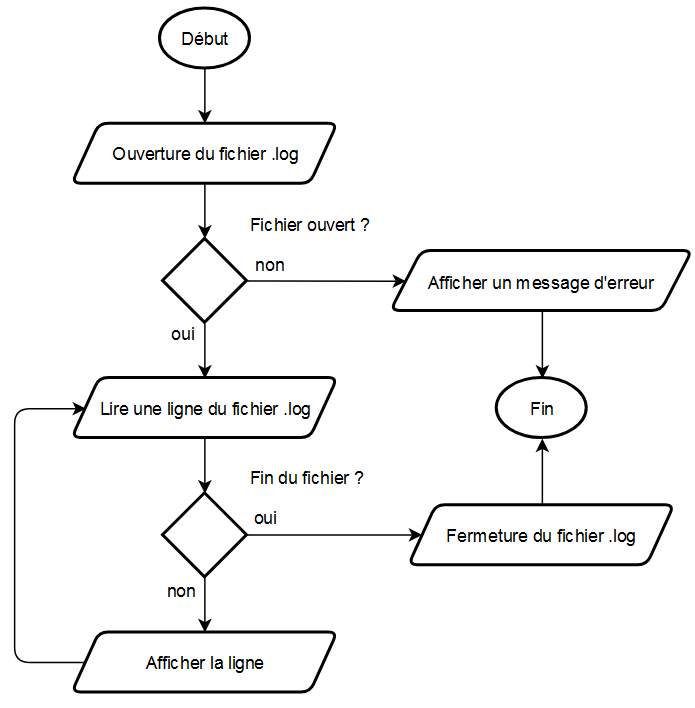 Début
Ouverture du fichier .log
Fichier ouvert ?
non
Afficher un message d'erreur
oui
Lire une ligne du fichier .log
Fin
Fin du fichier ?
oui
Fermeture du fichier .log
non
Afficher la ligne